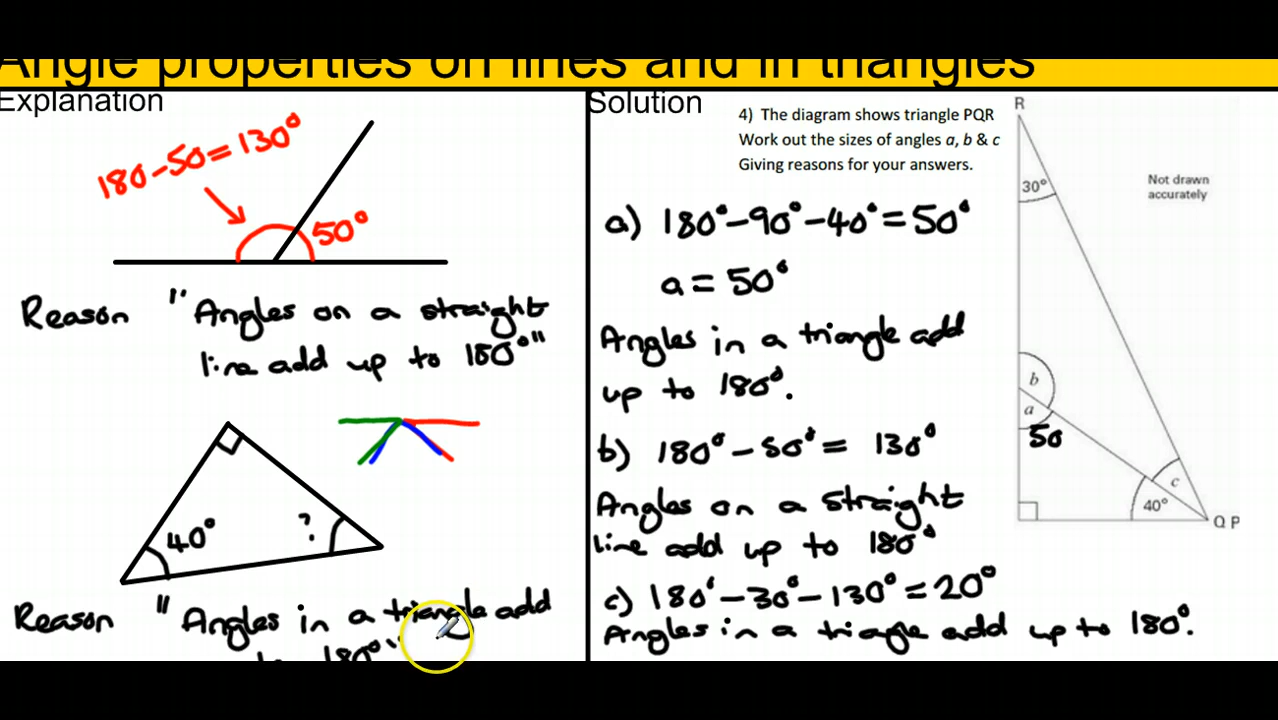 Angle properties on lines and in triangles
Explanation
180-50=130°
50°
Reason "Angles on a straight
line add up to 180°"
40°
?
Reason "Angles in a triangle add
180°"
Solution
4) The diagram shows triangle PQR
Work out the sizes of angles a, b & c
Giving reasons for your answers.
a) 180°-90°-40°=50°
a=50°
Angles in a triangle add
up to 180°.
b) 180°-50°= 130°
Angles on a straight
line add up to 180°
c) 180°-30°-130°=20°
Angles in a triagle add up to 180°.
R
30°
Not drawn
accurately
b
a
50
c
40°
Q P